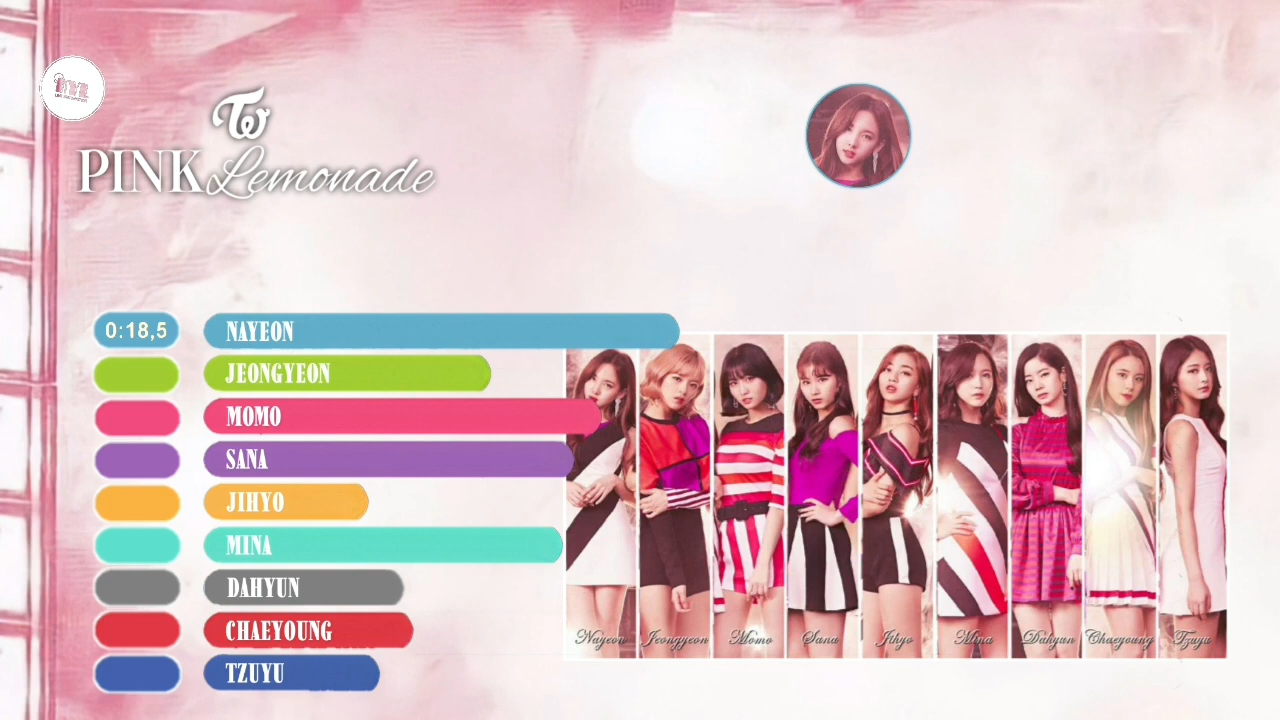 TW
PINK Lemonade
0:18,5
NAYEON
JEONGYEON
MOMO
SANA
JIHYO
MINA
DAHYUN
CHAEYOUNG
TZUYU
Nayeon Jeongyeon Momo Sana Jihyo Mina Dahyun Chaeyoung Tzuyu